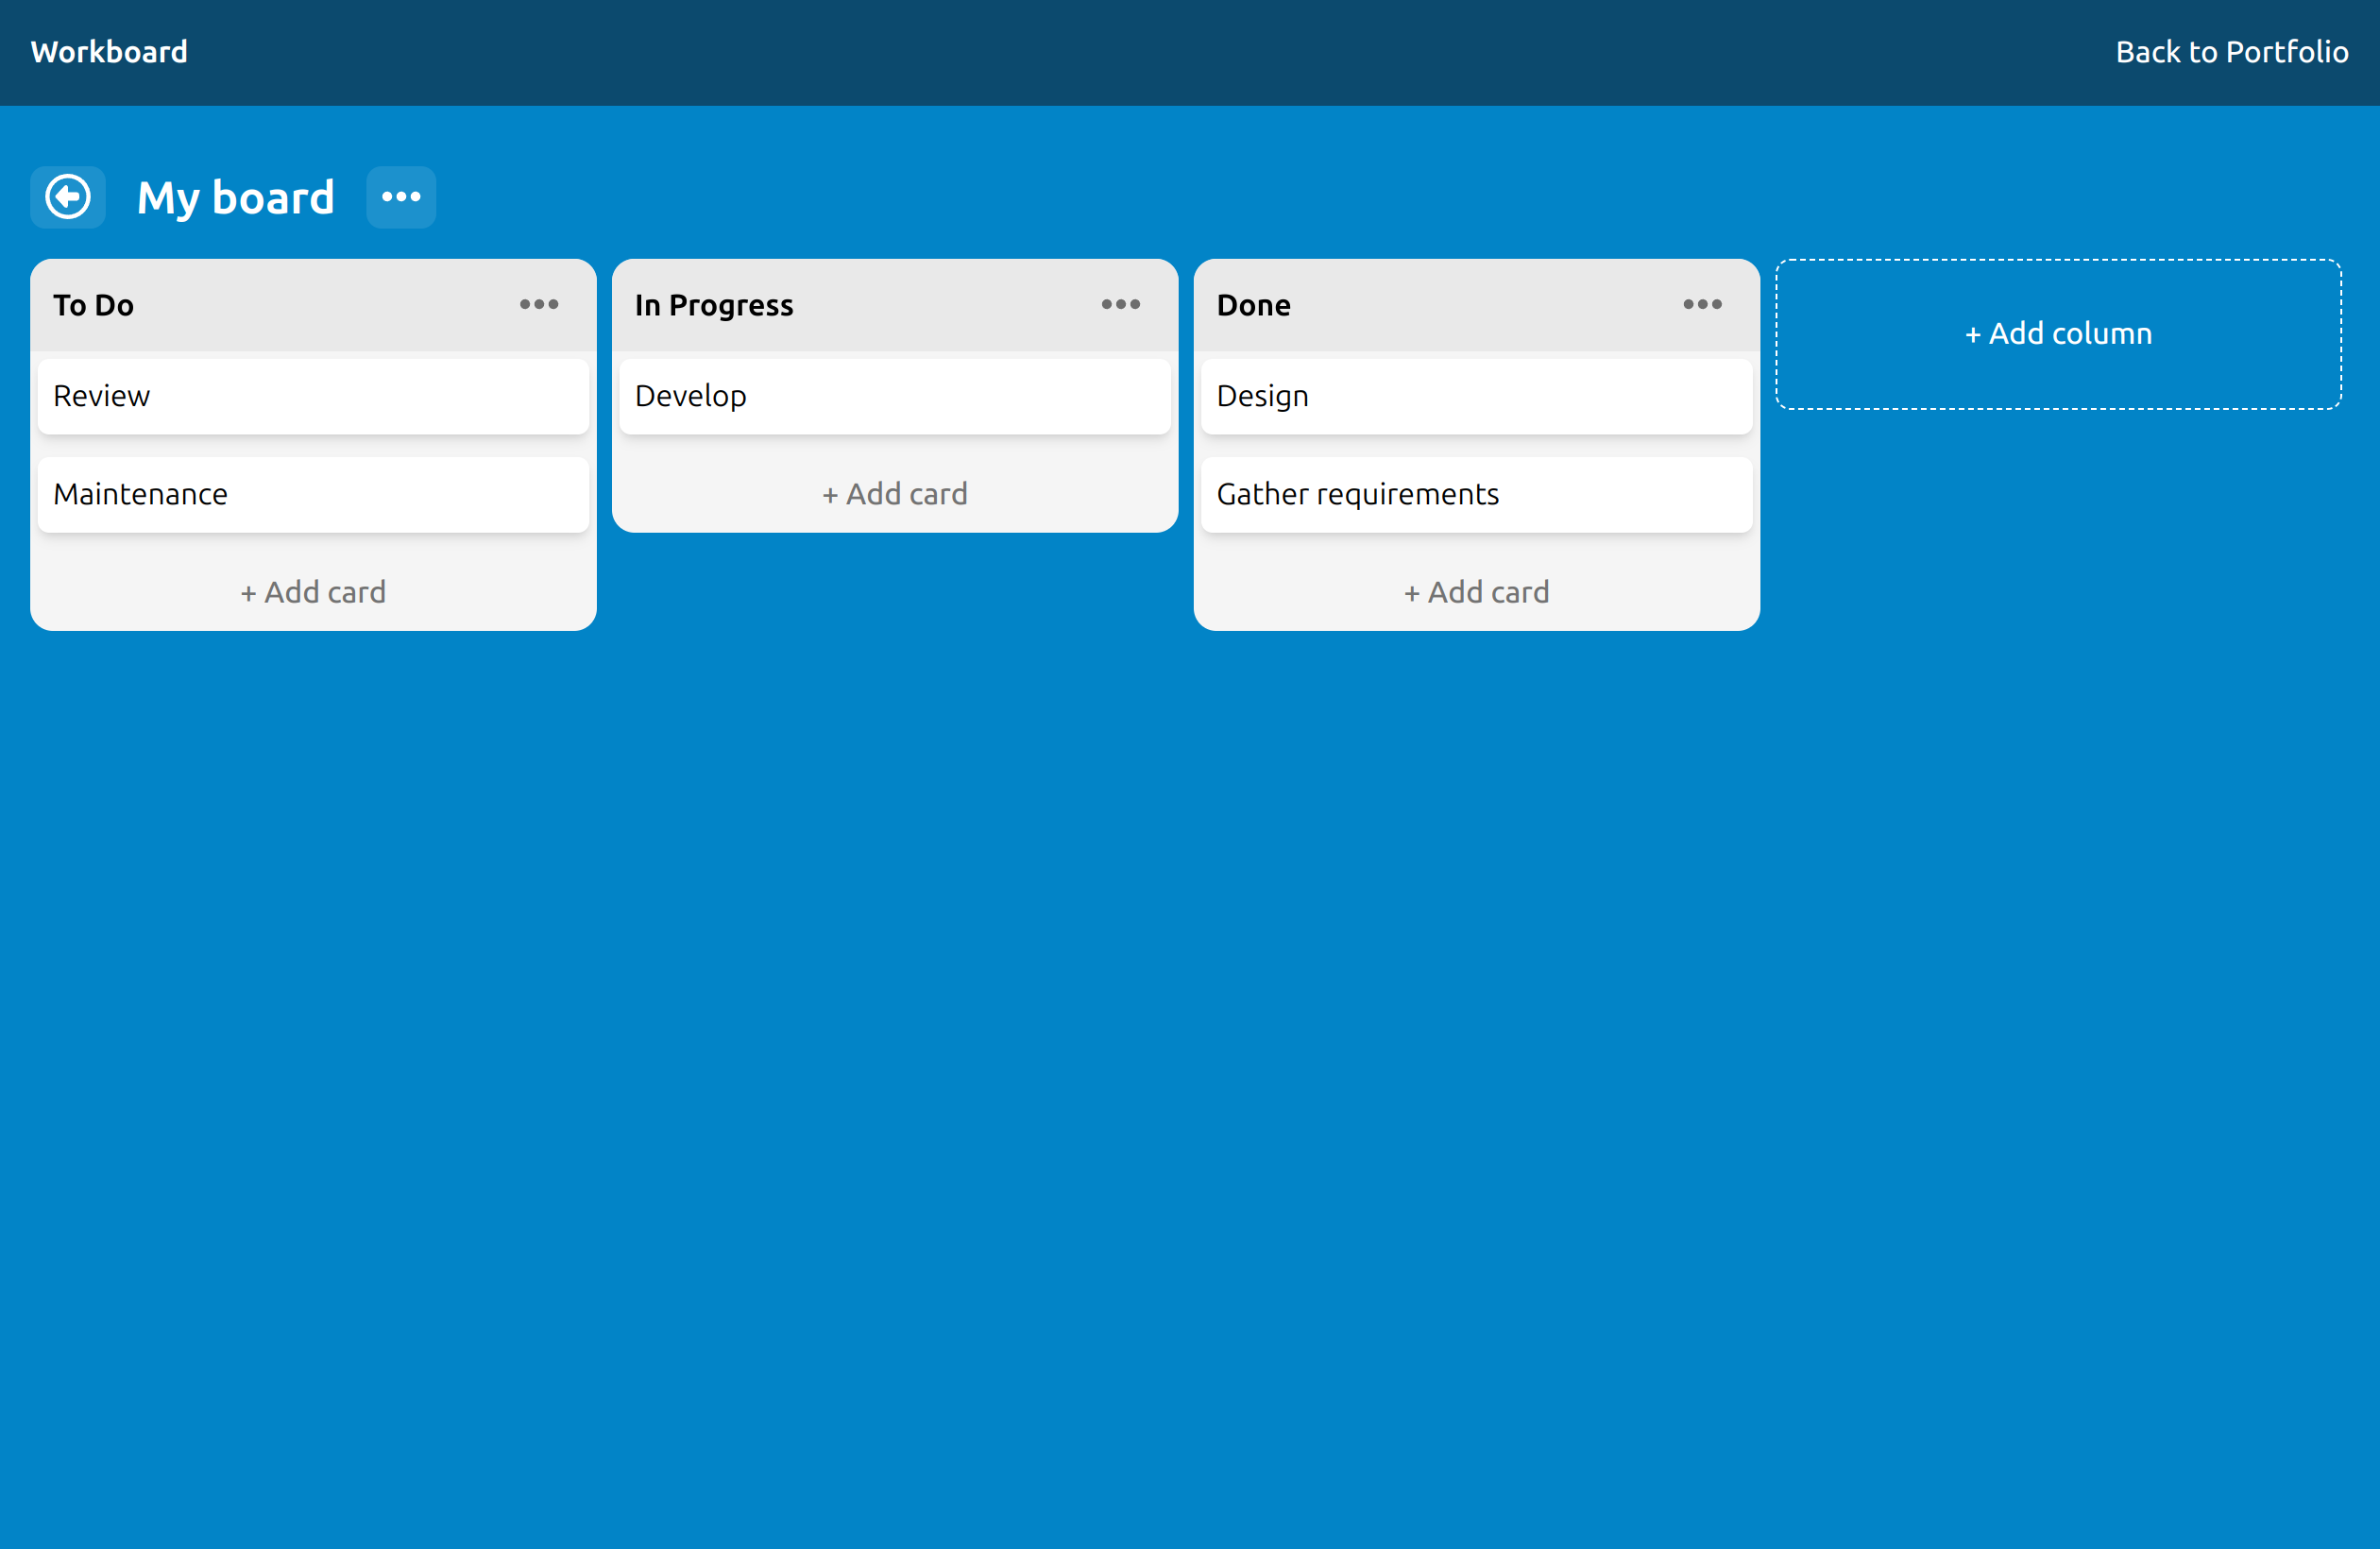 Workboard
Back to Portfolio
My board
To Do
Review
Maintenance
+ Add card
In Progress
Develop
+ Add card
Done
Design
Gather requirements
+ Add card
+ Add column